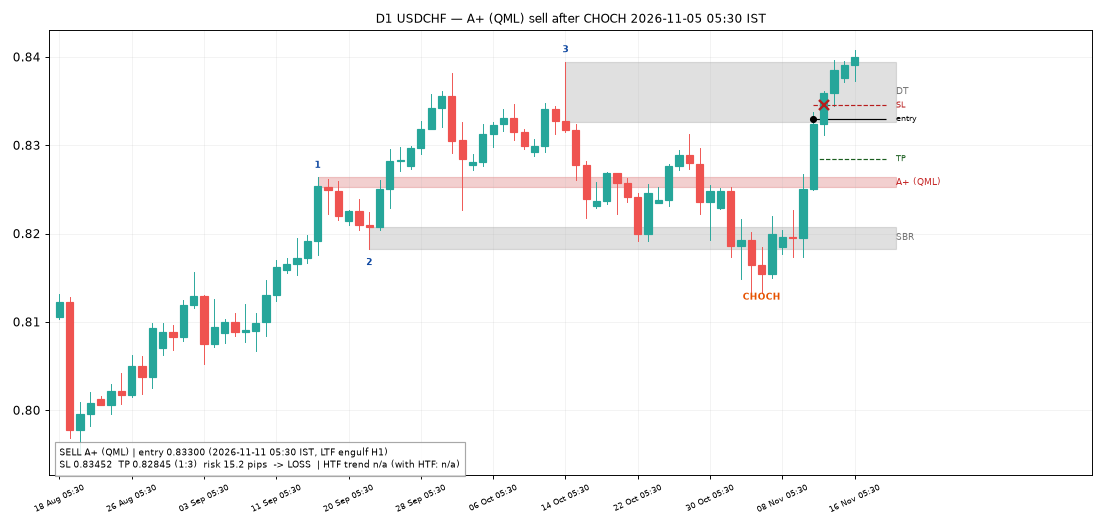 D1 USDCHF — A+ (QML) sell after CHOCH 2026-11-05 05:30 IST
0.84
0.83
0.82
0.81
0.80
1
2
3
CHOCH
DT
SL
entry
TP
A+ (QML)
SBR
SELL A+ (QML) | entry 0.83300 (2026-11-11 05:30 IST, LTF engulf H1)
SL 0.83452 TP 0.82845 (1:3) risk 15.2 pips -> LOSS | HTF trend n/a (with HTF: n/a)
18 Aug 05:30
26 Aug 05:30
03 Sep 05:30
11 Sep 05:30
20 Sep 05:30
28 Sep 05:30
06 Oct 05:30
14 Oct 05:30
22 Oct 05:30
30 Oct 05:30
08 Nov 05:30
16 Nov 05:30